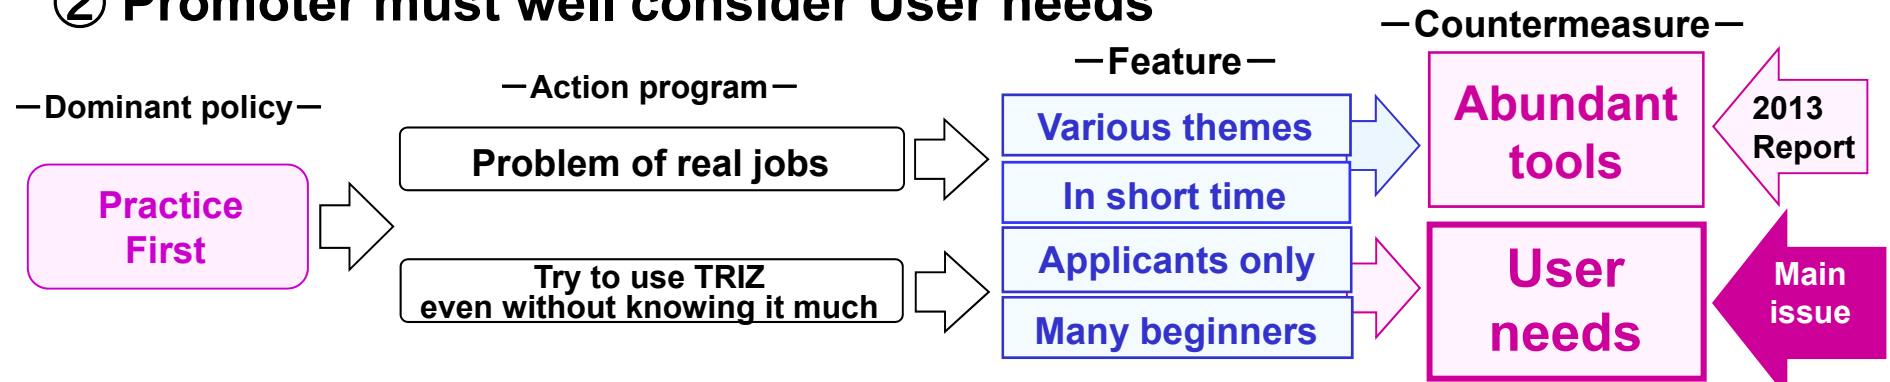 ② Promoter must well consider User needs
－Dominant policy－
Practice
First
－Action program－
Problem of real jobs
Try to use TRIZ
even without knowing it much
－Feature－
Various themes
In short time
Applicants only
Many beginners
－Countermeasure－
Abundant
tools
User
needs
2013
Report
Main
issue